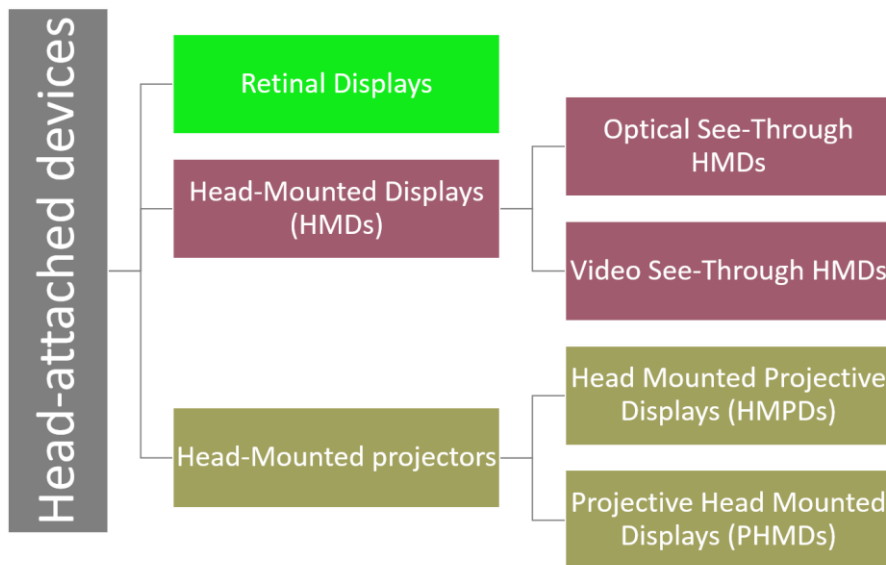 Head-attached devices
Retinal Displays
Head-Mounted Displays
(HMDs)
Optical See-Through
HMDs
Video See-Through HMDs
Head-Mounted projectors
Head Mounted Projective
Displays (HMPDs)
Projective Head Mounted
Displays (PHMDs)